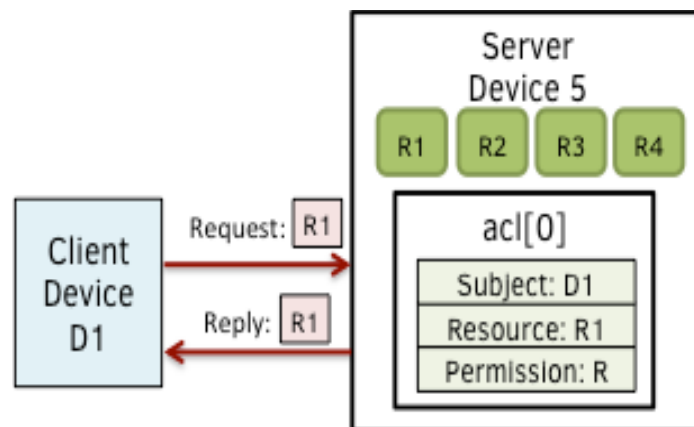 Server
Device 5
R1 R2 R3 R4
Client
Device
D1
Request: R1
Reply: R1
acl[0]
Subject: D1
Resource: R1
Permission: R